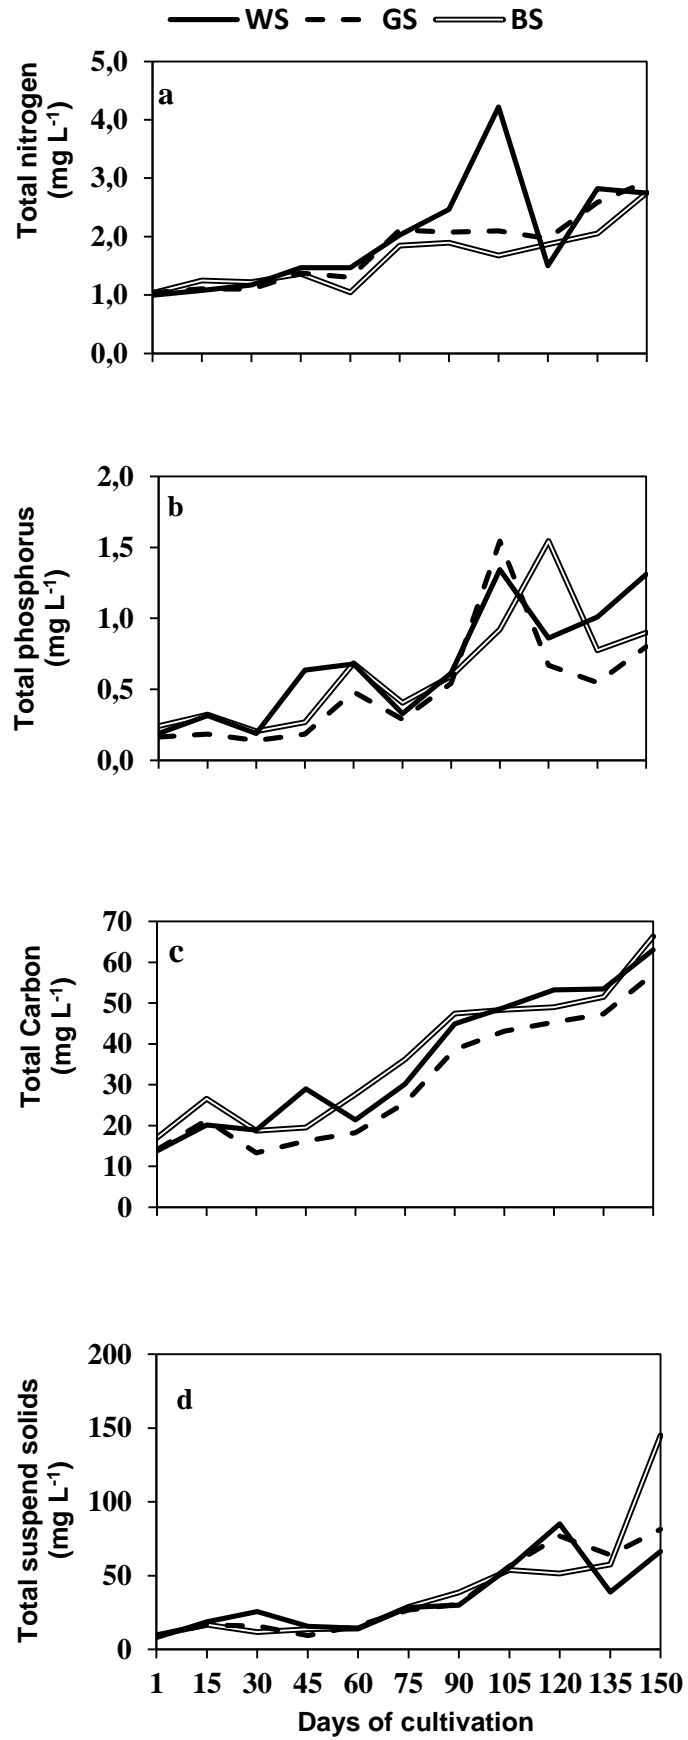 WS GS BS
Total nitrogen
(mg L-1)
5,0
a
4,0
3,0
2,0
1,0
0,0
Total phosphorus
(mg L-1)
2,0
b
1,5
1,0
0,5
0,0
Total Carbon
(mg L-1)
70
c
60
50
40
30
20
10
0
Total suspend solids
(mg L-1)
200
d
150
100
50
0
1 15 30 45 60 75 90 105 120 135 150
Days of cultivation